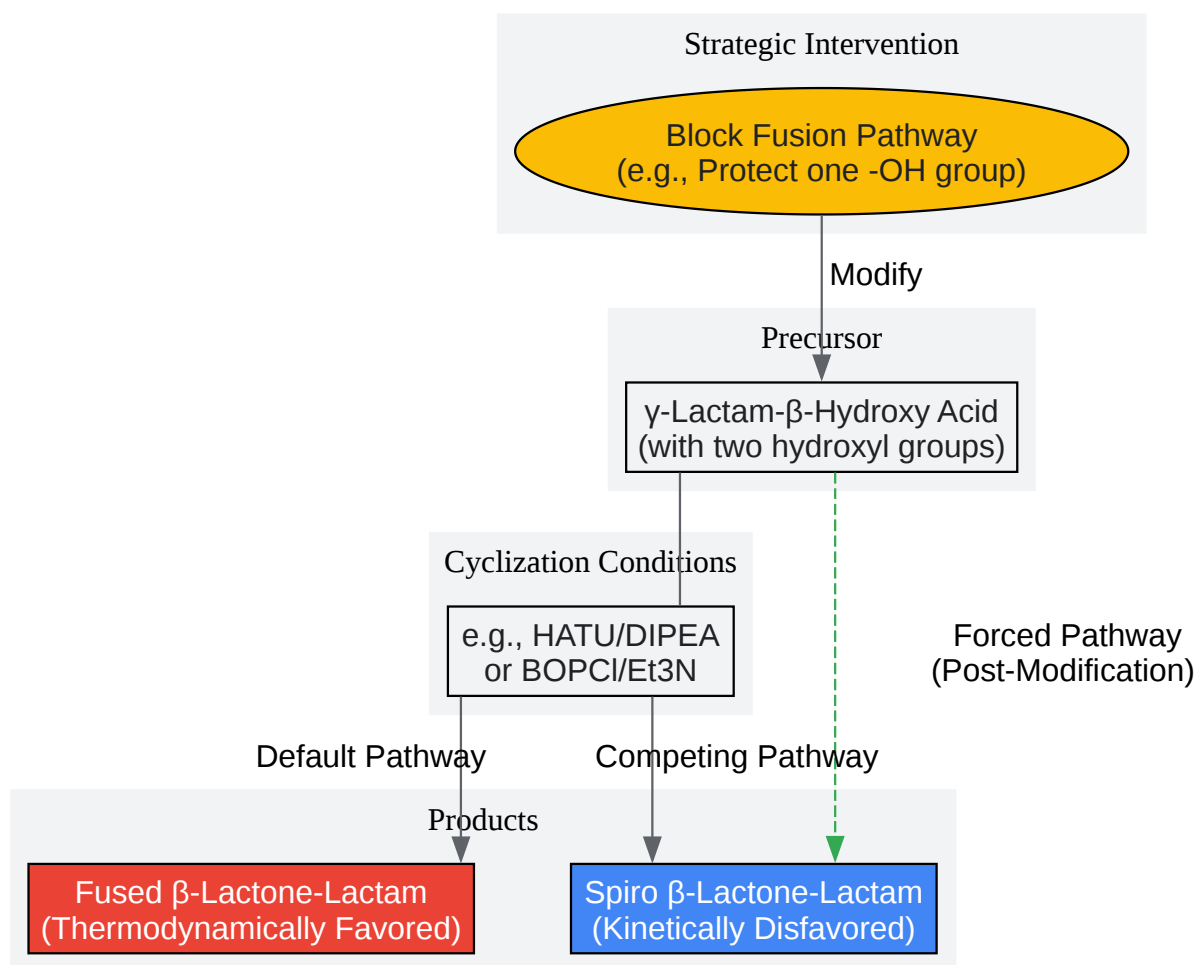 Strategic Intervention
Block Fusion Pathway
(e.g., Protect one -OH group)
Modify
Precursor
γ-Lactam-β-Hydroxy Acid
(with two hydroxyl groups)
Cyclization Conditions
e.g., HATU/DIPEA
or BOPCl/Et3N
Forced Pathway
(Post-Modification)
Default Pathway
Competing Pathway
Products
Fused β-Lactone-Lactam
(Thermodynamically Favored)
Spiro β-Lactone-Lactam
(Kinetically Disfavored)